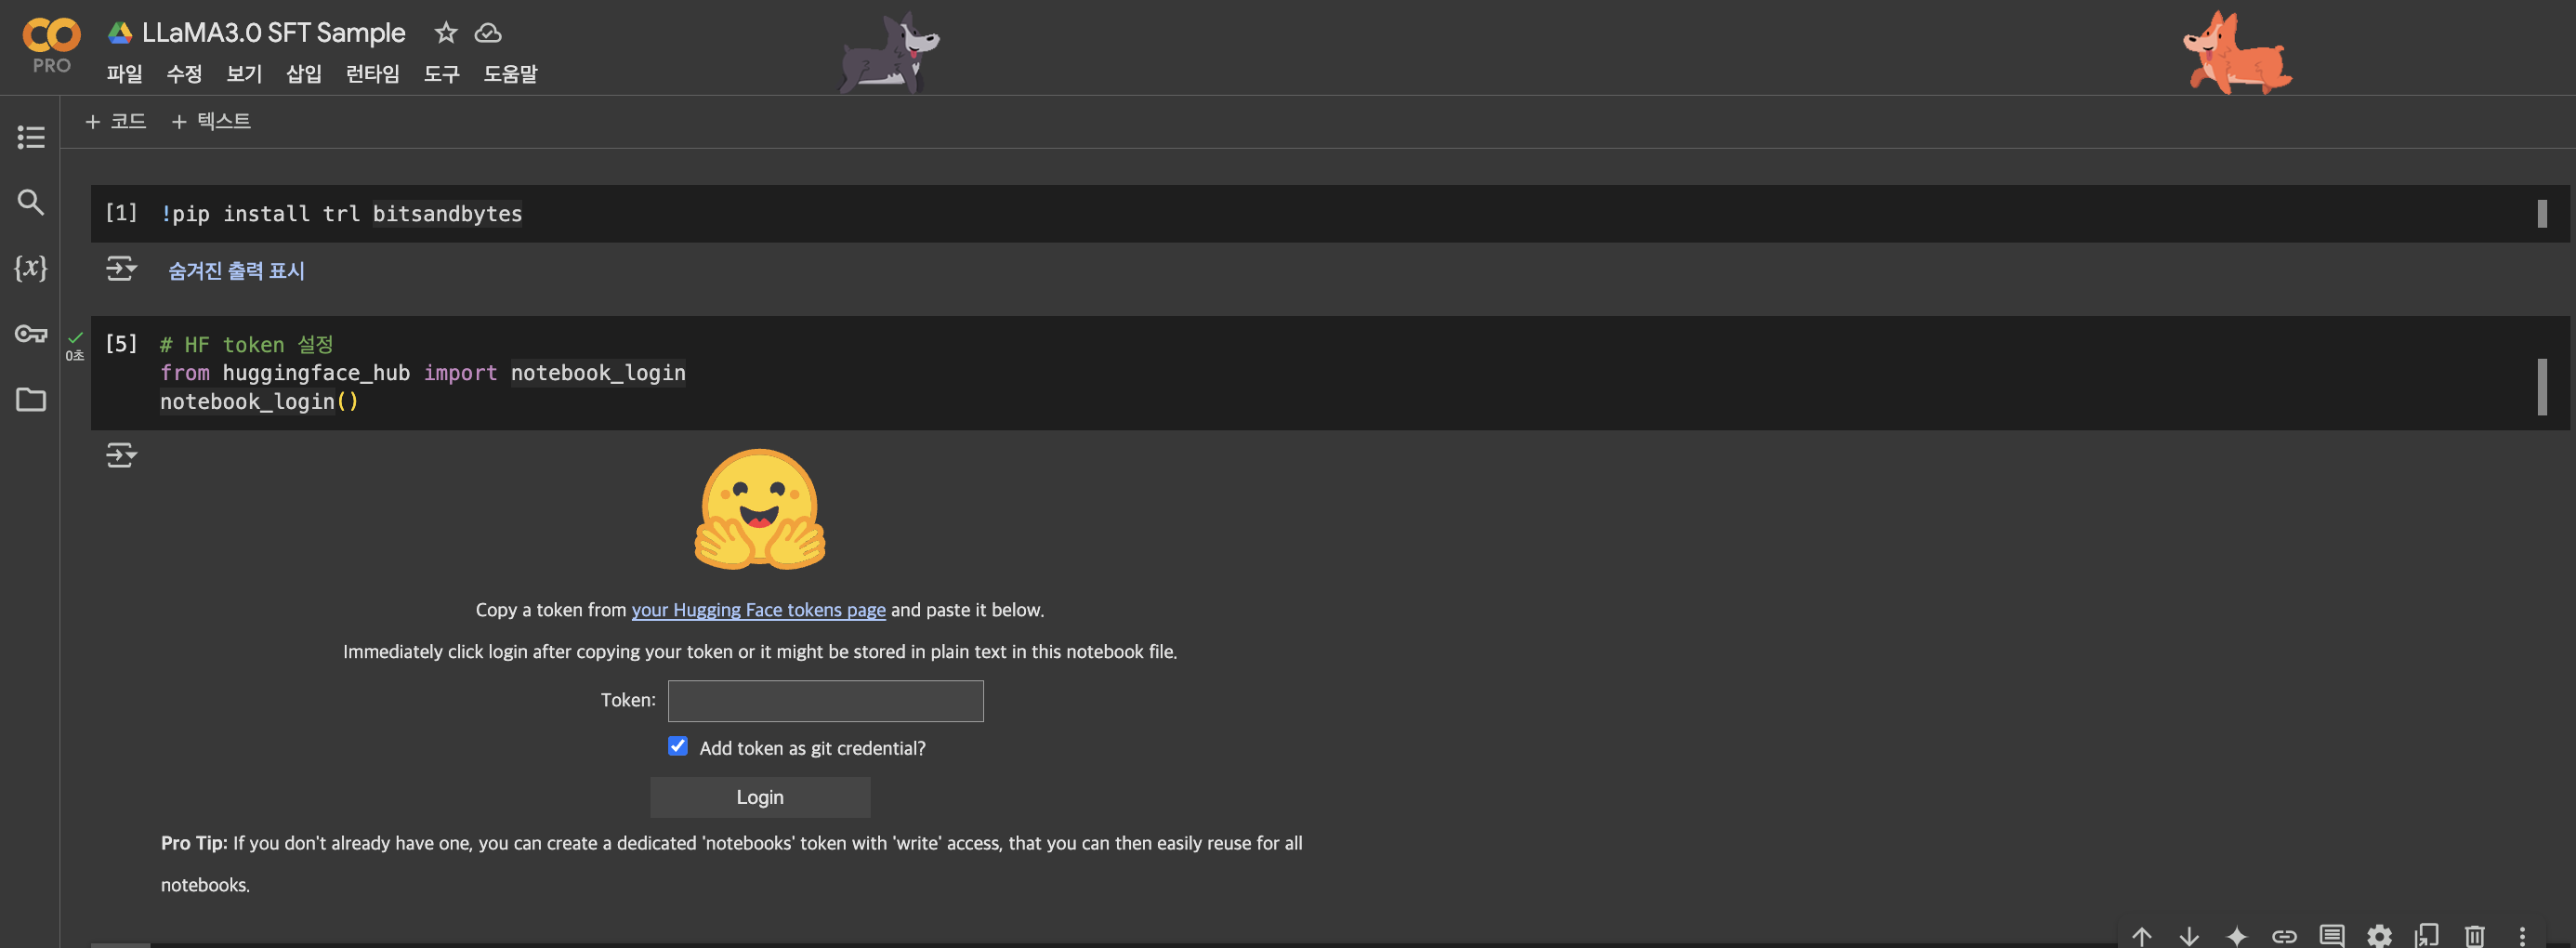 LLaMA3.0 SFT Sample
PRO
파일 수정 보기 삽입 런타임 도구 도움말
+ 코드 + 텍스트
[1] !pip install trl bitsandbytes
숨겨진 출력 표시
[5] # HF token 설정
0초
from huggingface_hub import notebook_login
notebook_login()
Copy a token from your Hugging Face tokens page and paste it below.
Immediately click login after copying your token or it might be stored in plain text in this notebook file.
Token:
Add token as git credential?
Login
Pro Tip: If you don't already have one, you can create a dedicated 'notebooks' token with 'write' access, that you can then easily reuse for all
notebooks.